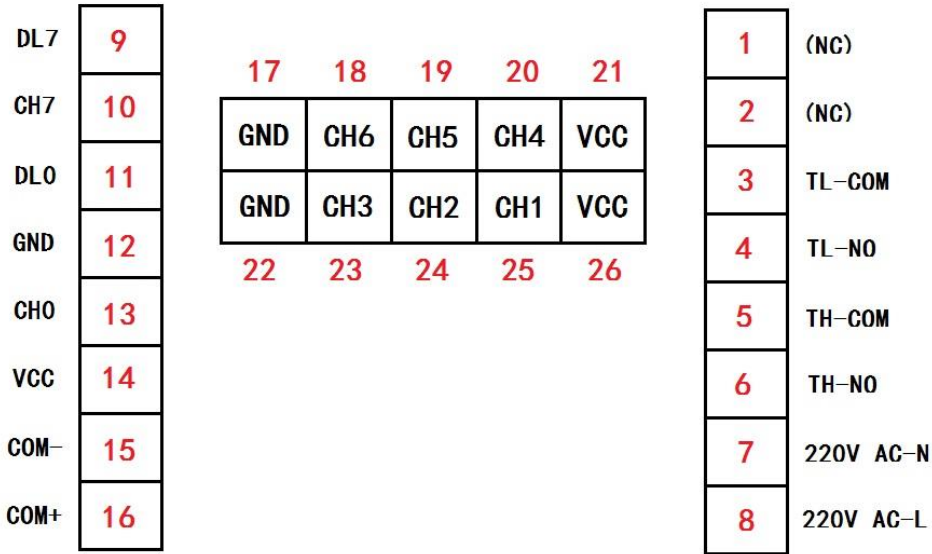 DL7 9
CH7 10
DL0 11
GND 12
CH0 13
VCC 14
COM- 15
COM+ 16
17 18 19 20 21
GND CH6 CH5 CH4 VCC
GND CH3 CH2 CH1 VCC
22 23 24 25 26
1 (NC)
2 (NC)
3 TL-COM
4 TL-NO
5 TH-COM
6 TH-NO
7 220V AC-N
8 220V AC-L